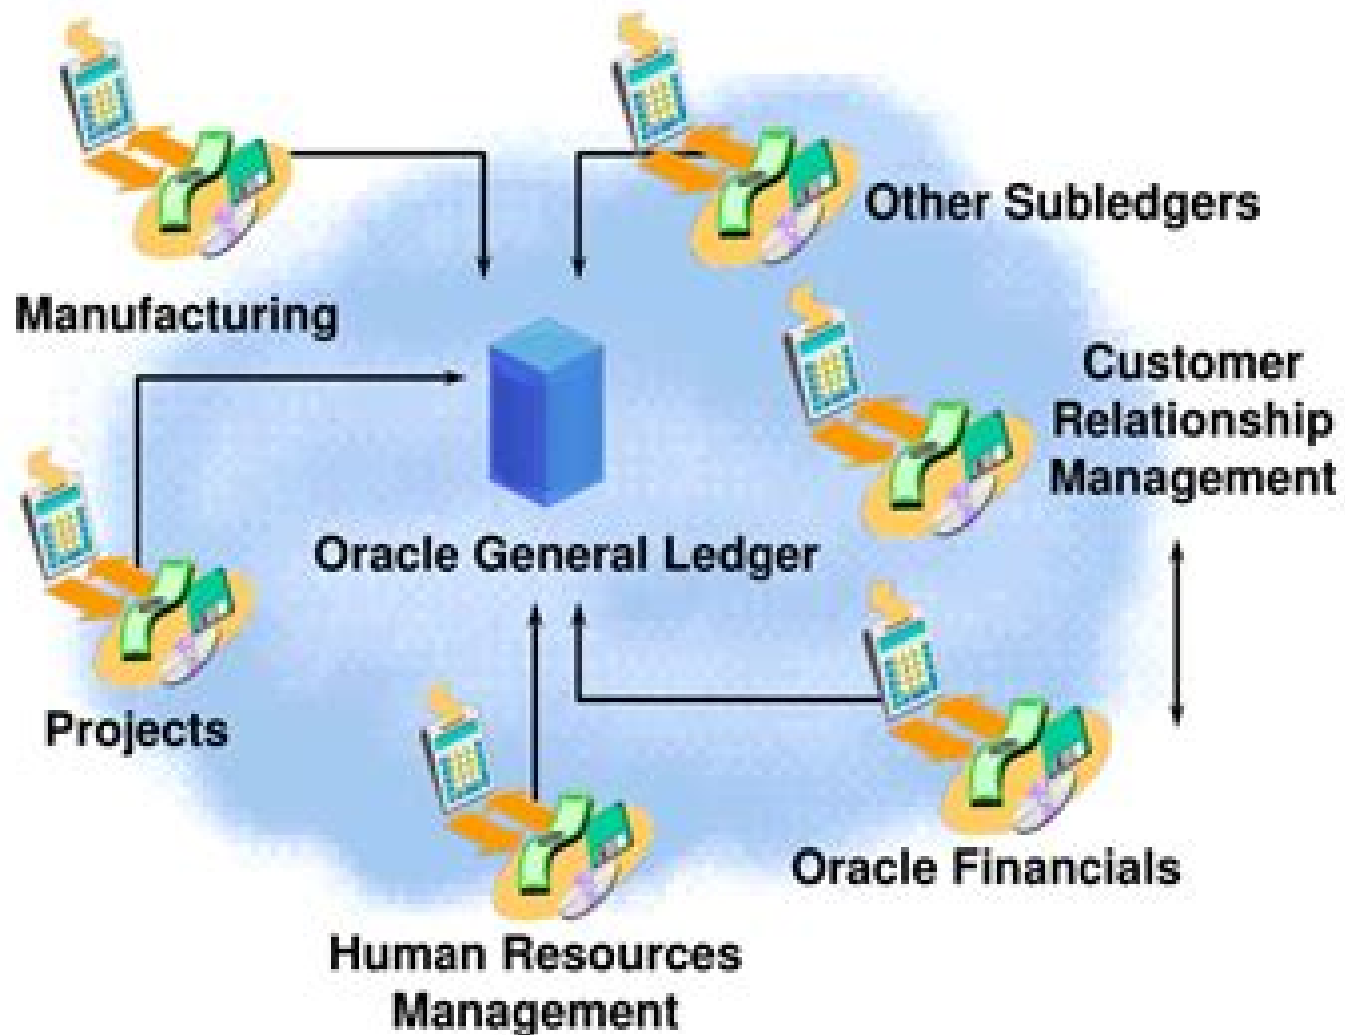 Other Subledgers
Manufacturing
Customer
Relationship
Management
Oracle General Ledger
Projects
Oracle Financials
Human Resources
Management